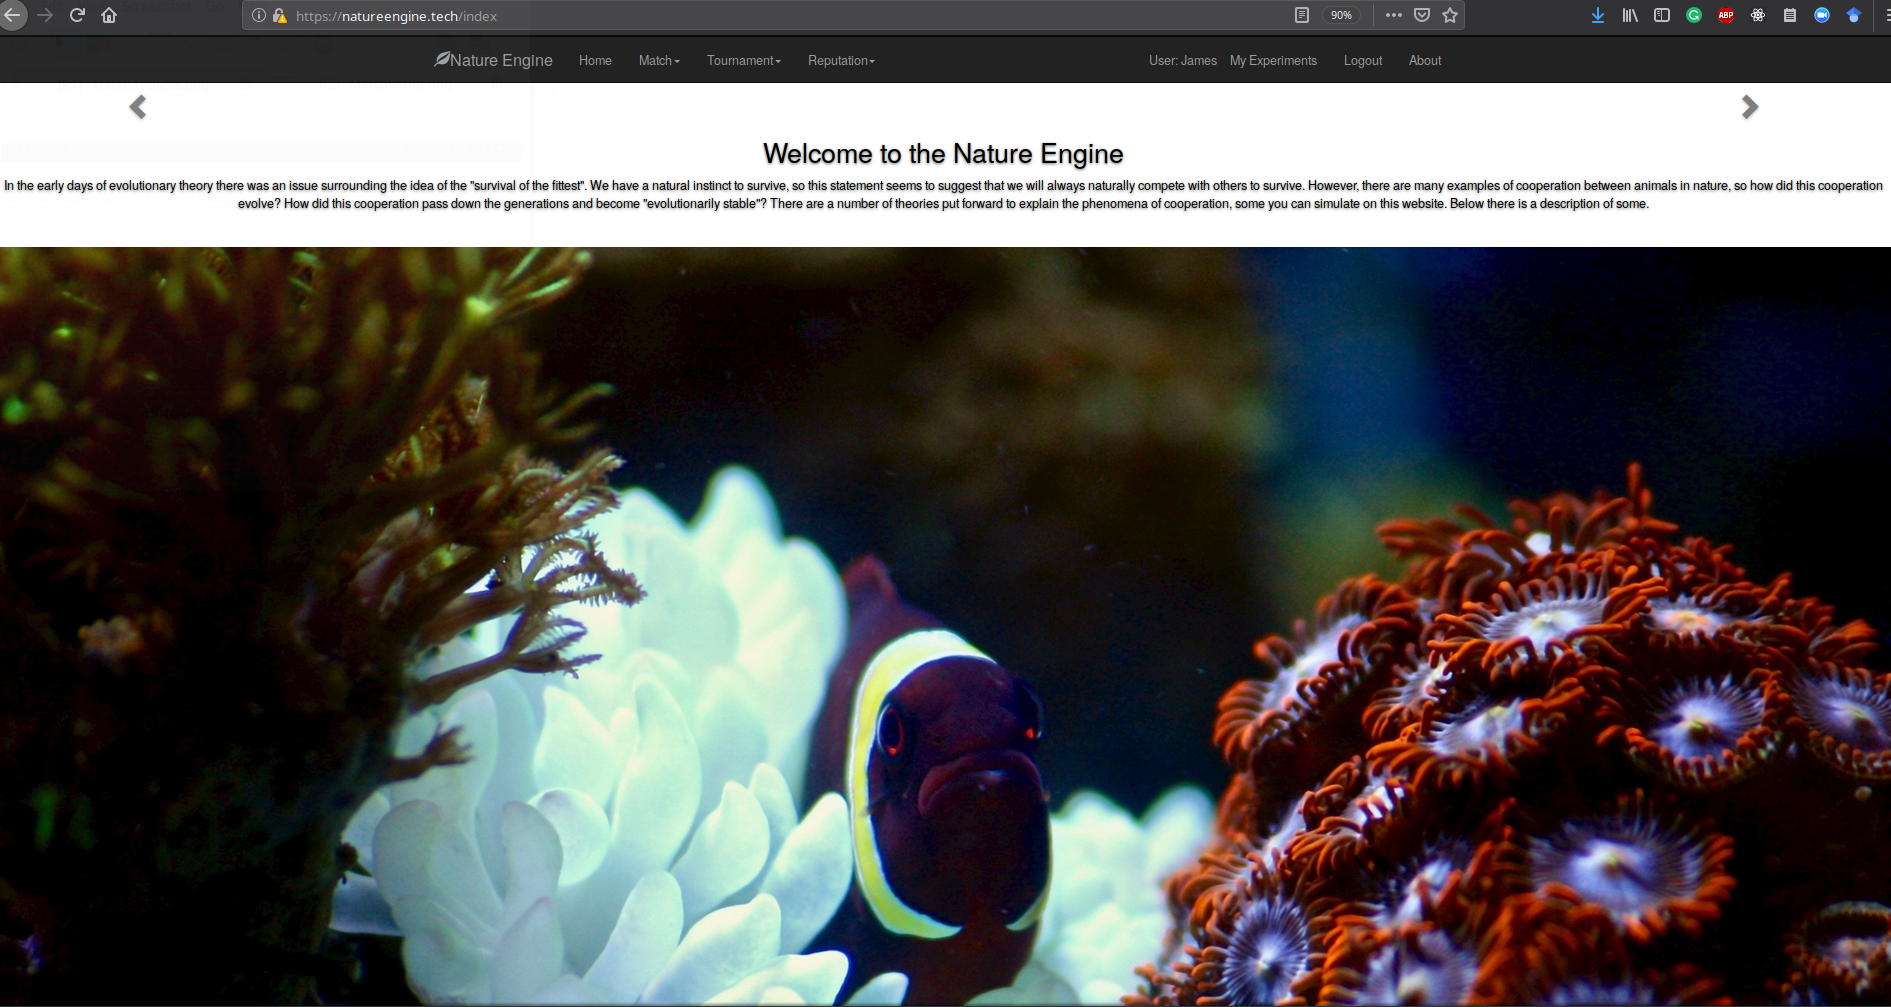 https://natureengine.tech/index
90%
ABP
Nature Engine Home Match Tournament Reputation User: James My Experiments Logout About
Welcome to the Nature Engine
In the early days of evolutionary theory there was an issue surrounding the idea of the "survival of the fittest". We have a natural instinct to survive, so this statement seems to suggest that we will always naturally compete with others to survive. However, there are many examples of cooperation between animals in nature, so how did this cooperation
evolve? How did this cooperation pass down the generations and become "evolutionarily stable"? There are a number of theories put forward to explain the phenomena of cooperation, some you can simulate on this website. Below there is a description of some.